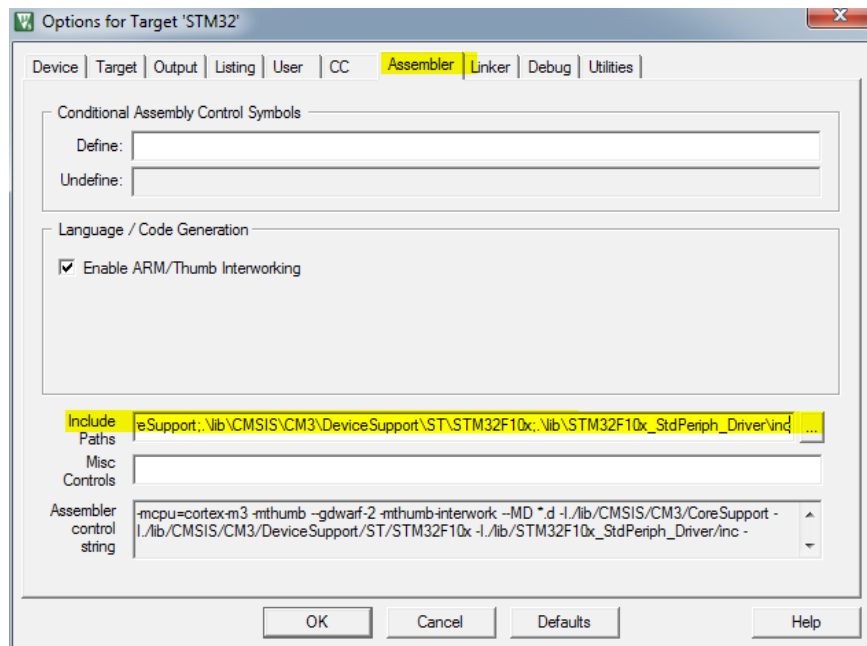 Options for Target 'STM32'
Device Target Output Listing User CC Assembler Linker Debug Utilities
Conditional Assembly Control Symbols
Define:
Undefine:
Language / Code Generation
Enable ARM/Thumb Interworking
Include Paths
eSupport;.\lib\CMSIS\CM3\DeviceSupport\ST\STM32F10x;.\lib\STM32F10x_StdPeriph_Driver\inc
...
Misc Controls
Assembler control string
-mcpu=cortex-m3 -mthumb --gdwarf-2 -mthumb-interwork --MD *.d -I./lib/CMSIS/CM3/CoreSupport -
I./lib/CMSIS/CM3/DeviceSupport/ST/STM32F10x -I./lib/STM32F10x_StdPeriph_Driver/inc -
OK Cancel Defaults Help